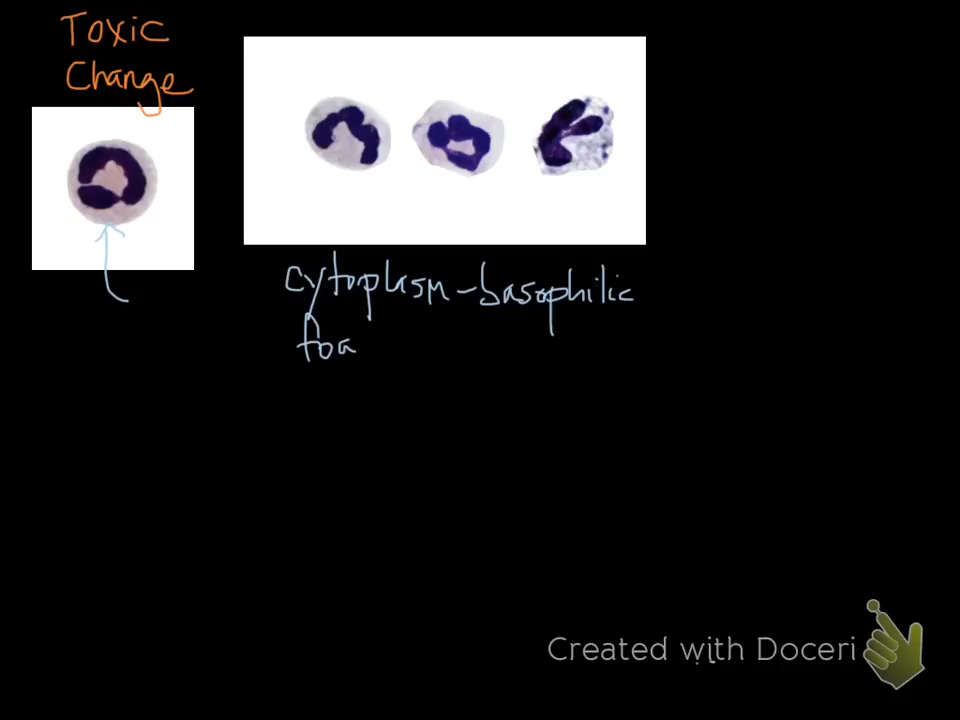 Toxic
Change
cytoplasm - basophilic
foa
Created with Doceri